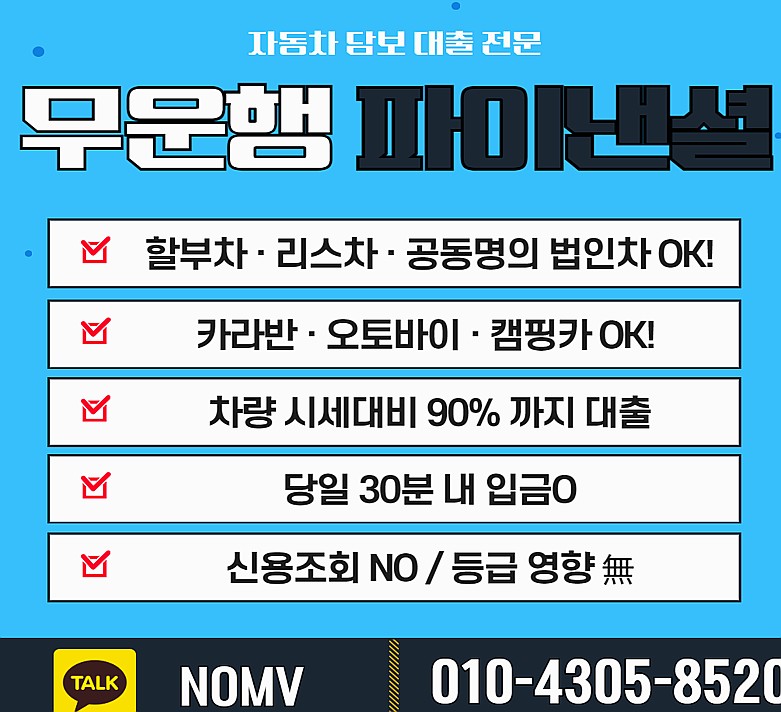 자동차 담보 대출 전문
무운행 파이낸셜
할부차 · 리스차 · 공동명의 법인차 OK!
카라반 · 오토바이 · 캠핑카 OK!
차량 시세대비 90% 까지 대출
당일 30분 내 입금O
신용조회 NO / 등급 영향 無
TALK NOMV 010-4305-8520